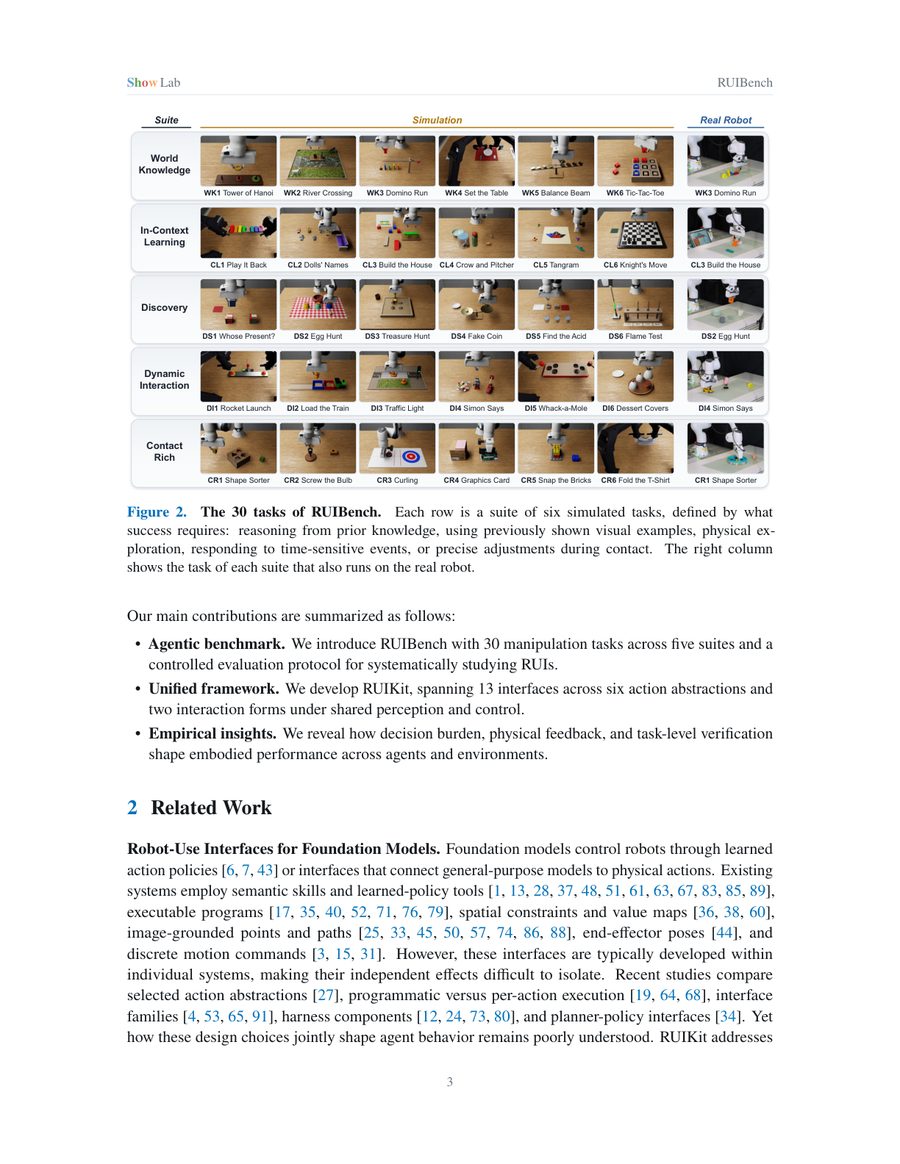 Show Lab
RUIBench
Suite
Simulation
Real Robot
World
Knowledge
WK1 Tower of Hanoi
WK2 River Crossing
WK3 Domino Run
WK4 Set the Table
WK5 Balance Beam
WK6 Tic-Tac-Toe
WK3 Domino Run
In-Context
Learning
CL1 Play It Back
CL2 Dolls' Names
CL3 Build the House
CL4 Crow and Pitcher
CL5 Tangram
CL6 Knight's Move
CL3 Build the House
Discovery
DS1 Whose Present?
DS2 Egg Hunt
DS3 Treasure Hunt
DS4 Fake Coin
DS5 Find the Acid
DS6 Flame Test
DS2 Egg Hunt
Dynamic
Interaction
DI1 Rocket Launch
DI2 Load the Train
DI3 Traffic Light
DI4 Simon Says
DI5 Whack-a-Mole
DI6 Dessert Covers
DI4 Simon Says
Contact
Rich
CR1 Shape Sorter
CR2 Screw the Bulb
CR3 Curling
CR4 Graphics Card
CR5 Snap the Bricks
CR6 Fold the T-Shirt
CR1 Shape Sorter
Figure 2. The 30 tasks of RUIBench. Each row is a suite of six simulated tasks, defined by what
success requires: reasoning from prior knowledge, using previously shown visual examples, physical ex-
ploration, responding to time-sensitive events, or precise adjustments during contact. The right column
shows the task of each suite that also runs on the real robot.
Our main contributions are summarized as follows:
• Agentic benchmark. We introduce RUIBench with 30 manipulation tasks across five suites and a
controlled evaluation protocol for systematically studying RUIs.
• Unified framework. We develop RUIKit, spanning 13 interfaces across six action abstractions and
two interaction forms under shared perception and control.
• Empirical insights. We reveal how decision burden, physical feedback, and task-level verification
shape embodied performance across agents and environments.
2 Related Work
Robot-Use Interfaces for Foundation Models. Foundation models control robots through learned
action policies [6, 7, 43] or interfaces that connect general-purpose models to physical actions. Existing
systems employ semantic skills and learned-policy tools [1, 13, 28, 37, 48, 51, 61, 63, 67, 83, 85, 89],
executable programs [17, 35, 40, 52, 71, 76, 79], spatial constraints and value maps [36, 38, 60],
image-grounded points and paths [25, 33, 45, 50, 57, 74, 86, 88], end-effector poses [44], and
discrete motion commands [3, 15, 31]. However, these interfaces are typically developed within
individual systems, making their independent effects difficult to isolate. Recent studies compare
selected action abstractions [27], programmatic versus per-action execution [19, 64, 68], interface
families [4, 53, 65, 91], harness components [12, 24, 73, 80], and planner-policy interfaces [34]. Yet
how these design choices jointly shape agent behavior remains poorly understood. RUIKit addresses
3